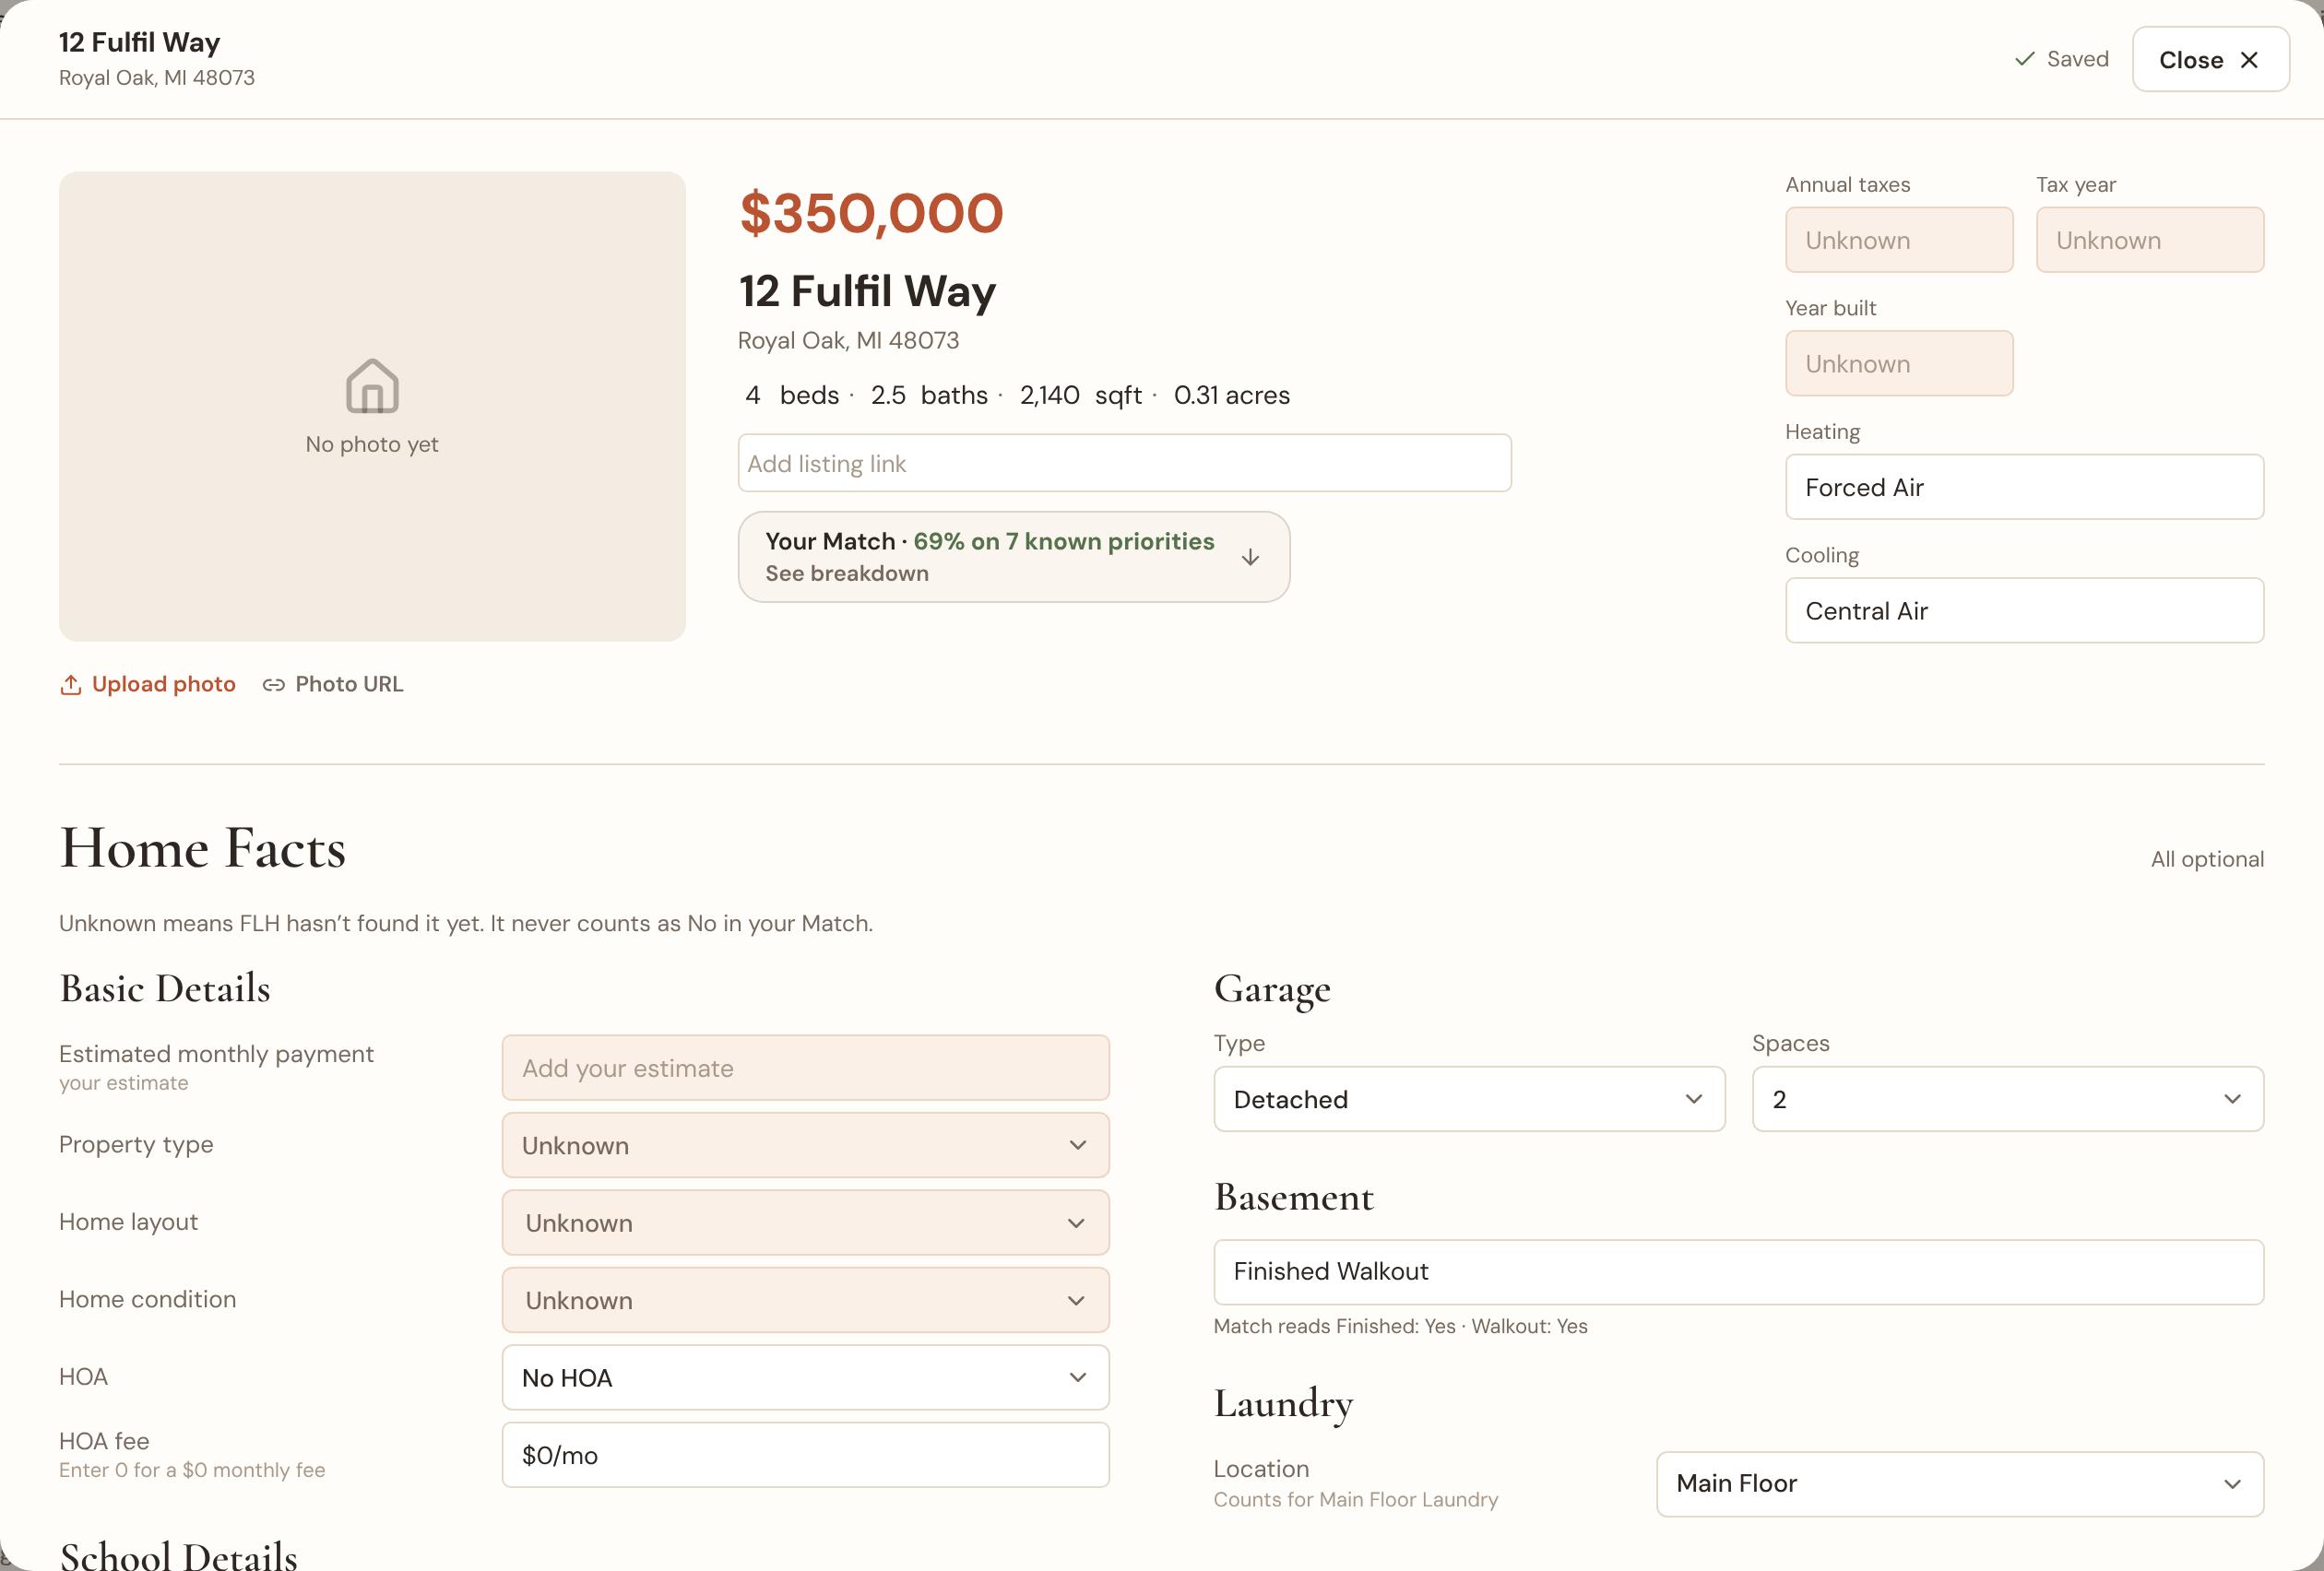 12 Fulfil Way
Royal Oak, MI 48073
Saved
Close
No photo yet
Upload photo
Photo URL
$350,000
12 Fulfil Way
Royal Oak, MI 48073
4 beds · 2.5 baths · 2,140 sqft · 0.31 acres
Add listing link
Your Match · 69% on 7 known priorities
See breakdown
Annual taxes
Unknown
Tax year
Unknown
Year built
Unknown
Heating
Forced Air
Cooling
Central Air
Home Facts
All optional
Unknown means FLH hasn’t found it yet. It never counts as No in your Match.
Basic Details
Estimated monthly payment
your estimate
Add your estimate
Property type
Unknown
Home layout
Unknown
Home condition
Unknown
HOA
No HOA
HOA fee
Enter 0 for a $0 monthly fee
$0/mo
School Details
Garage
Type
Detached
Spaces
2
Basement
Finished Walkout
Match reads Finished: Yes · Walkout: Yes
Laundry
Location
Counts for Main Floor Laundry
Main Floor